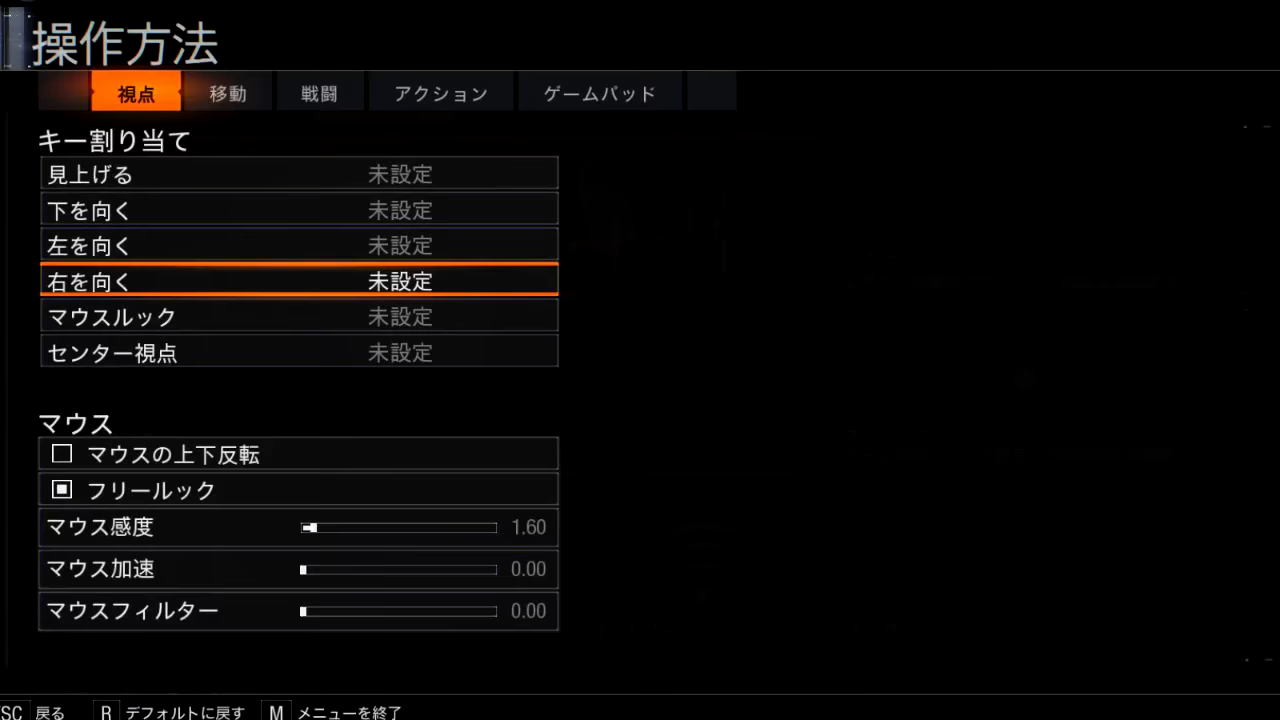 操作方法
視点 移動 戦闘 アクション ゲームパッド
キー割り当て
見上げる 未設定
下を向く 未設定
左を向く 未設定
右を向く 未設定
マウスルック 未設定
センター視点 未設定
マウス
マウスの上下反転
フリールック
マウス感度 1.60
マウス加速 0.00
マウスフィルター 0.00
SC 戻る R デフォルトに戻す M メニューを終了